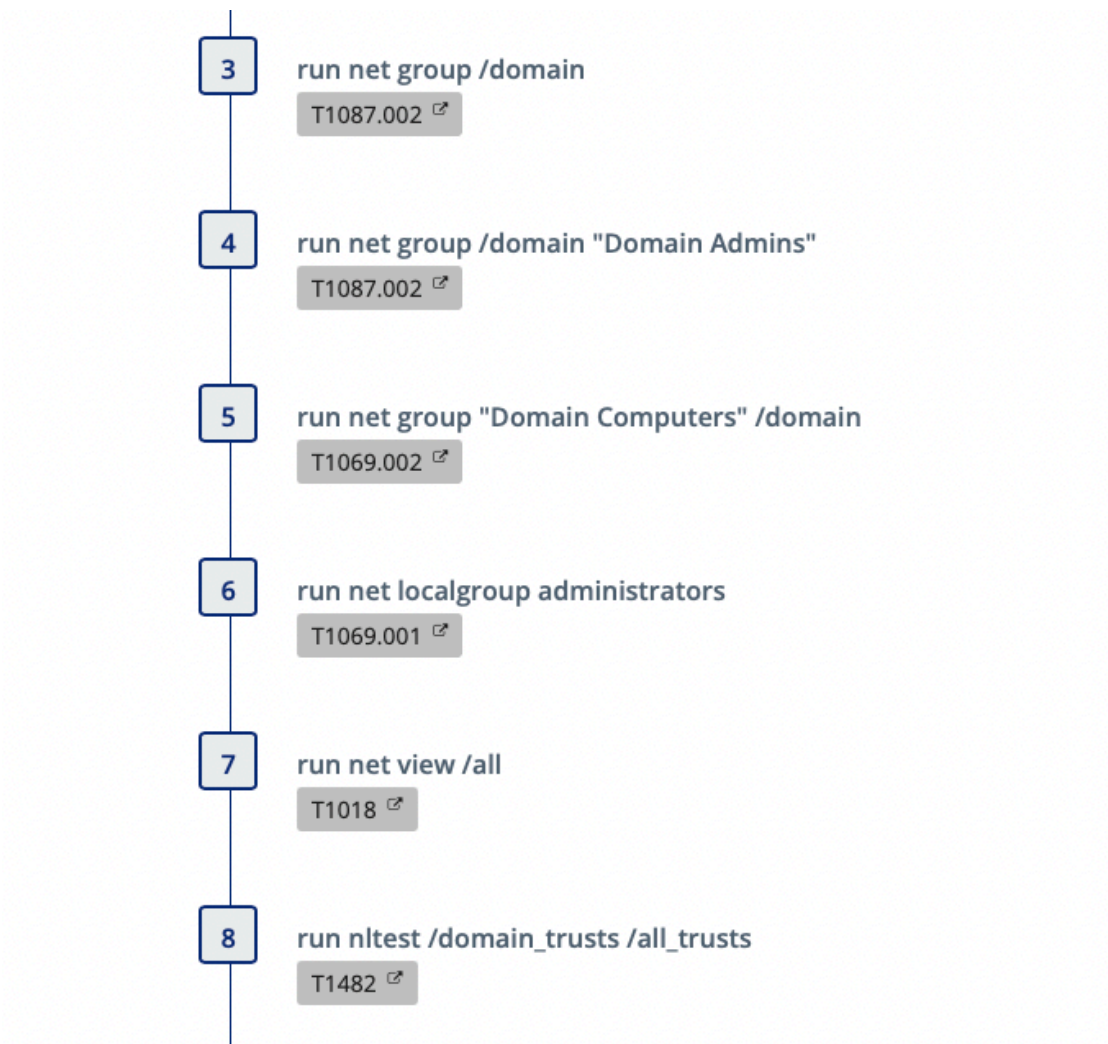 3
run net group /domain
T1087.002
4
run net group /domain "Domain Admins"
T1087.002
5
run net group "Domain Computers" /domain
T1069.002
6
run net localgroup administrators
T1069.001
7
run net view /all
T1018
8
run nltest /domain_trusts /all_trusts
T1482